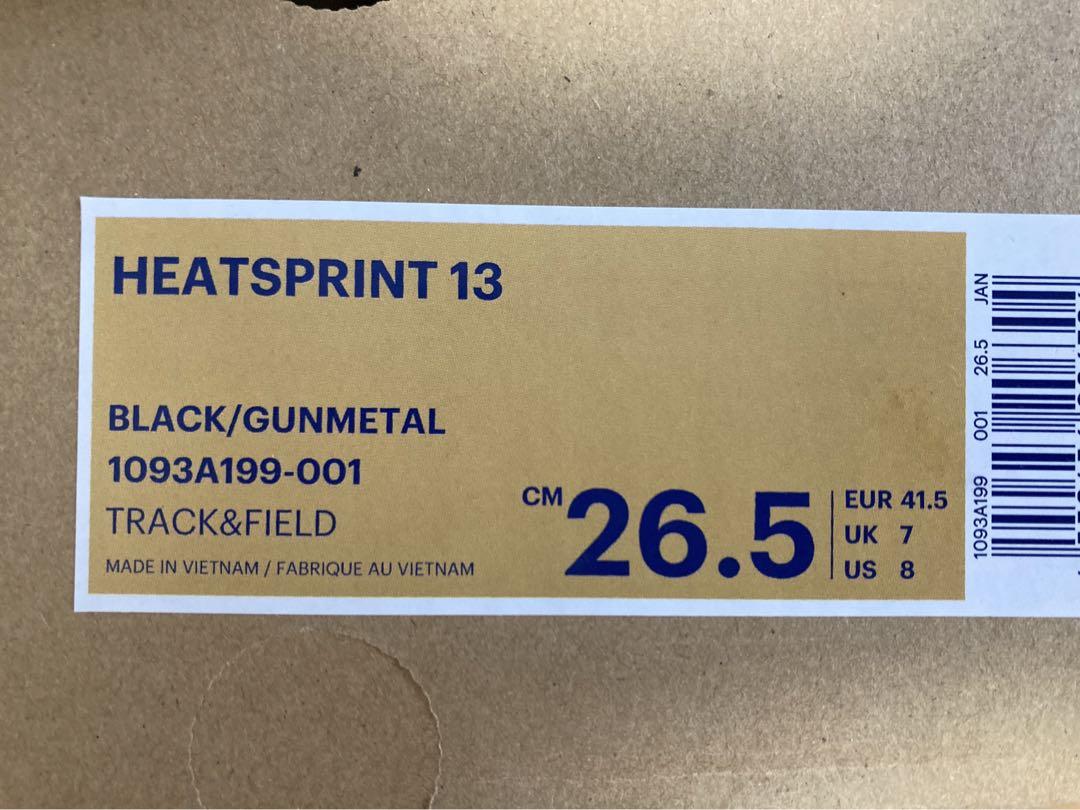 HEATSPRINT 13
BLACK/GUNMETAL
1093A199-001
TRACK&FIELD
MADE IN VIETNAM / FABRIQUE AU VIETNAM
CM 26.5
EUR 41.5
UK 7
US 8
1093A199 001 26.5 JAN